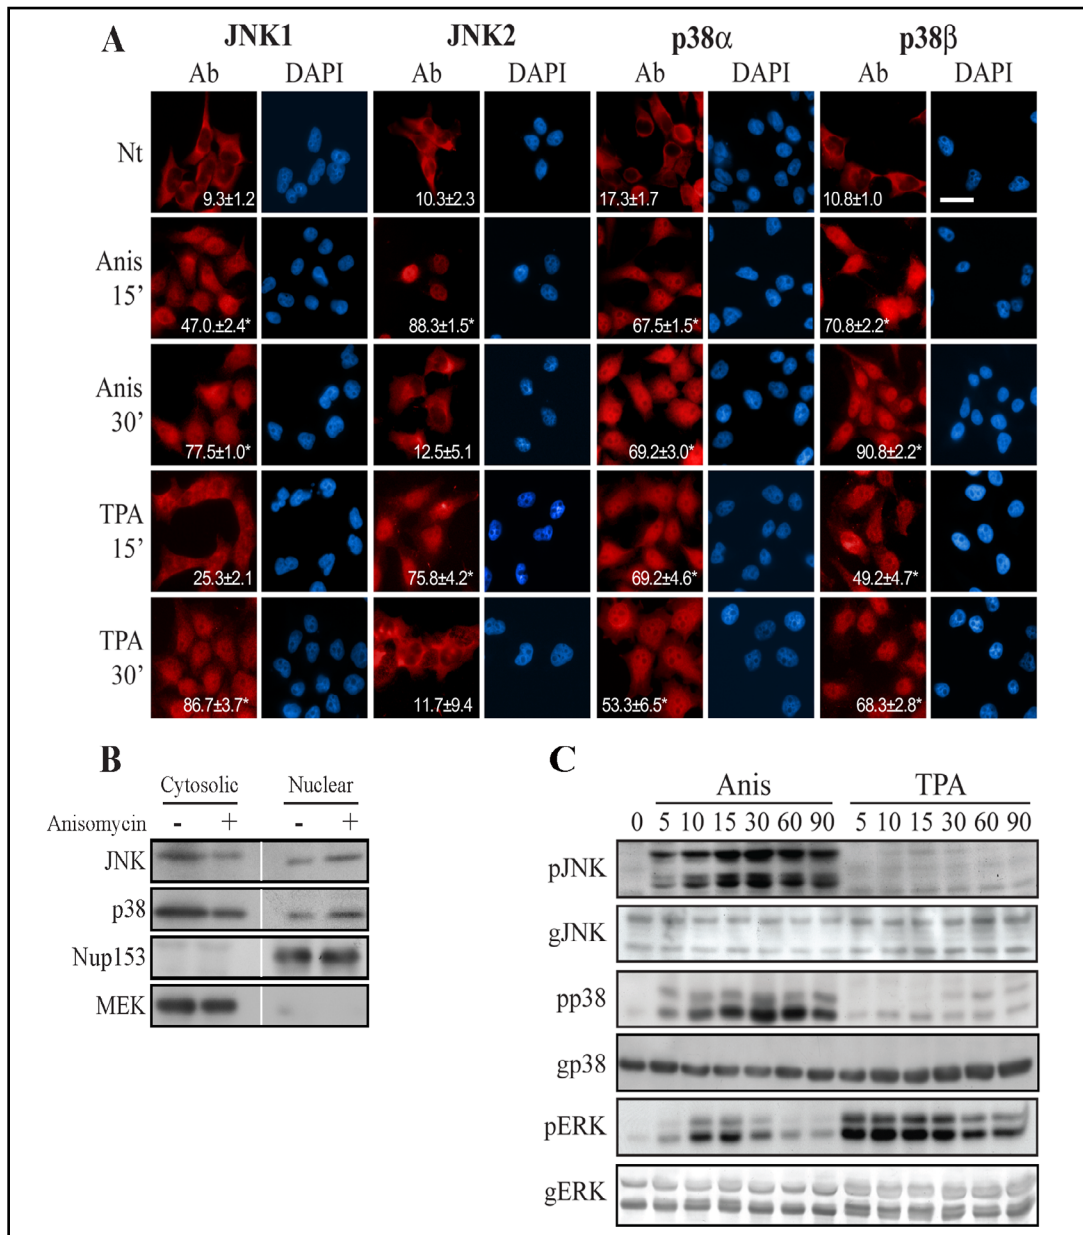 A JNK1 JNK2 p38α p38β
Ab DAPI Ab DAPI Ab DAPI Ab DAPI
Nt
9.3±1.2 10.3±2.3 17.3±1.7 10.8±1.0
Anis
15’
47.0.±2.4* 88.3±1.5* 67.5±1.5* 70.8±2.2*
Anis
30’
77.5±1.0* 12.5±5.1 69.2±3.0* 90.8±2.2*
TPA
15’
25.3±2.1 75.8±4.2* 69.2±4.6* 49.2±4.7*
TPA
30’
86.7±3.7* 11.7±9.4 53.3±6.5* 68.3±2.8*
B
Cytosolic Nuclear
Anisomycin - + - +
JNK
p38
Nup153
MEK
C
Anis TPA
0 5 10 15 30 60 90 5 10 15 30 60 90
pJNK
gJNK
pp38
gp38
pERK
gERK